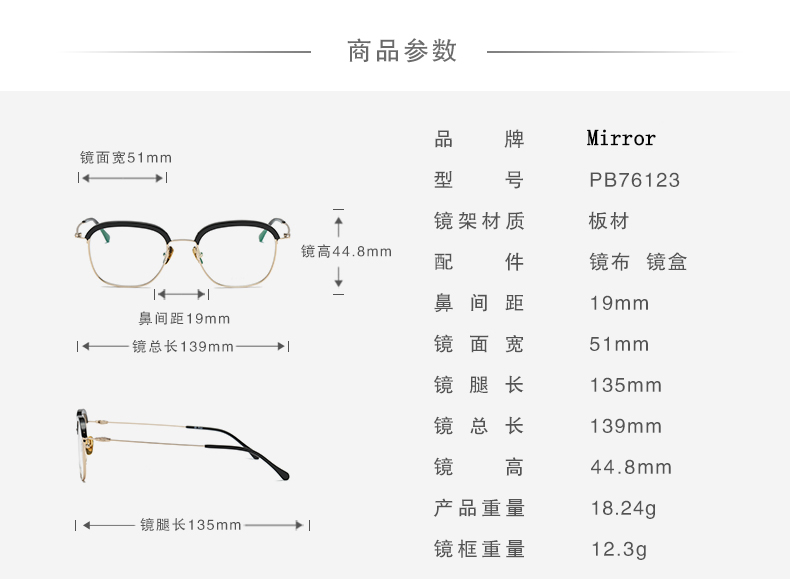 商品参数
镜面宽51mm
镜高44.8mm
鼻间距19mm
镜总长139mm
镜腿长135mm
品牌 Mirror
型号 PB76123
镜架材质 板材
配件 镜布 镜盒
鼻间距 19mm
镜面宽 51mm
镜腿长 135mm
镜总长 139mm
镜高 44.8mm
产品重量 18.24g
镜框重量 12.3g